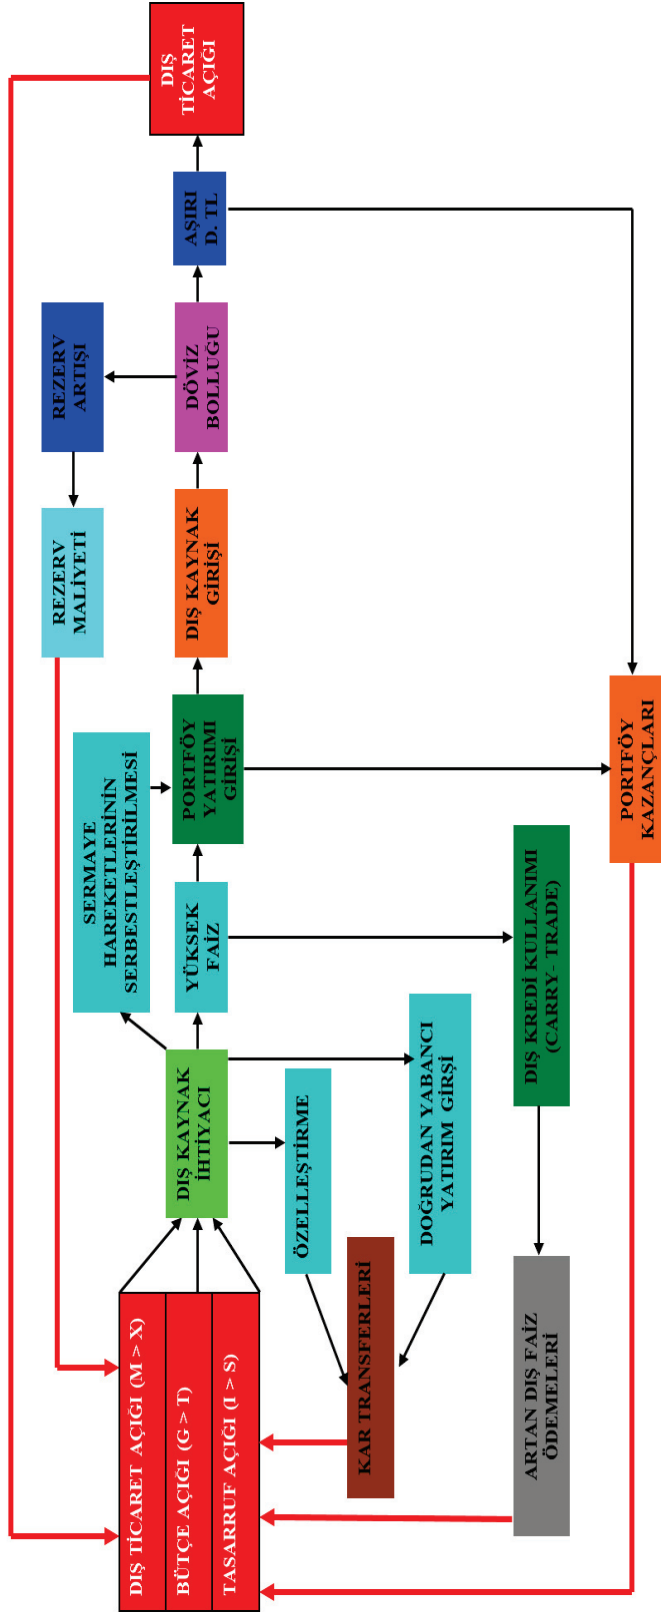 DIŞ TİCARET AÇIĞI (M > X)
BÜTÇE AÇIĞI (G > T)
TASARRUF AÇIĞI (I > S)
DIŞ KAYNAK
İHTİYACI
SERMAYE
HAREKETLERİNİN
SERBESTLEŞTİRİLMESİ
YÜKSEK
FAİZ
PORTFÖY
YATIRIMI
GİRİŞİ
DIŞ KAYNAK
GİRİŞİ
DÖVİZ
BOLLUĞU
AŞIRI
D. TL
DIŞ
TİCARET
AÇIĞI
REZERV
ARTIŞI
REZERV
MALİYETİ
ÖZELLEŞTİRME
DOĞRUDAN YABANCI
YATIRIM GİRŞİ
KAR TRANSFERLERİ
DIŞ KREDİ KULLANIMI
(CARRY- TRADE)
ARTAN DIŞ FAİZ
ÖDEMELERİ
PORTFÖY
KAZANÇLARI